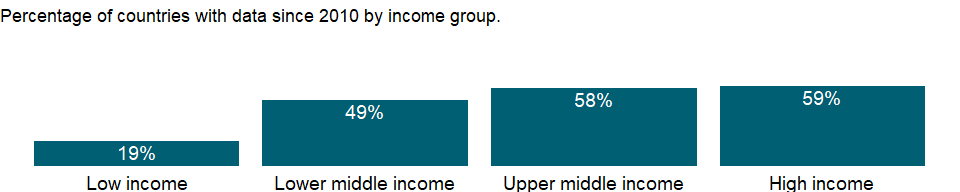 Percentage of countries with data since 2010 by income group.
19% 49% 58% 59%
Low income Lower middle income Upper middle income High income